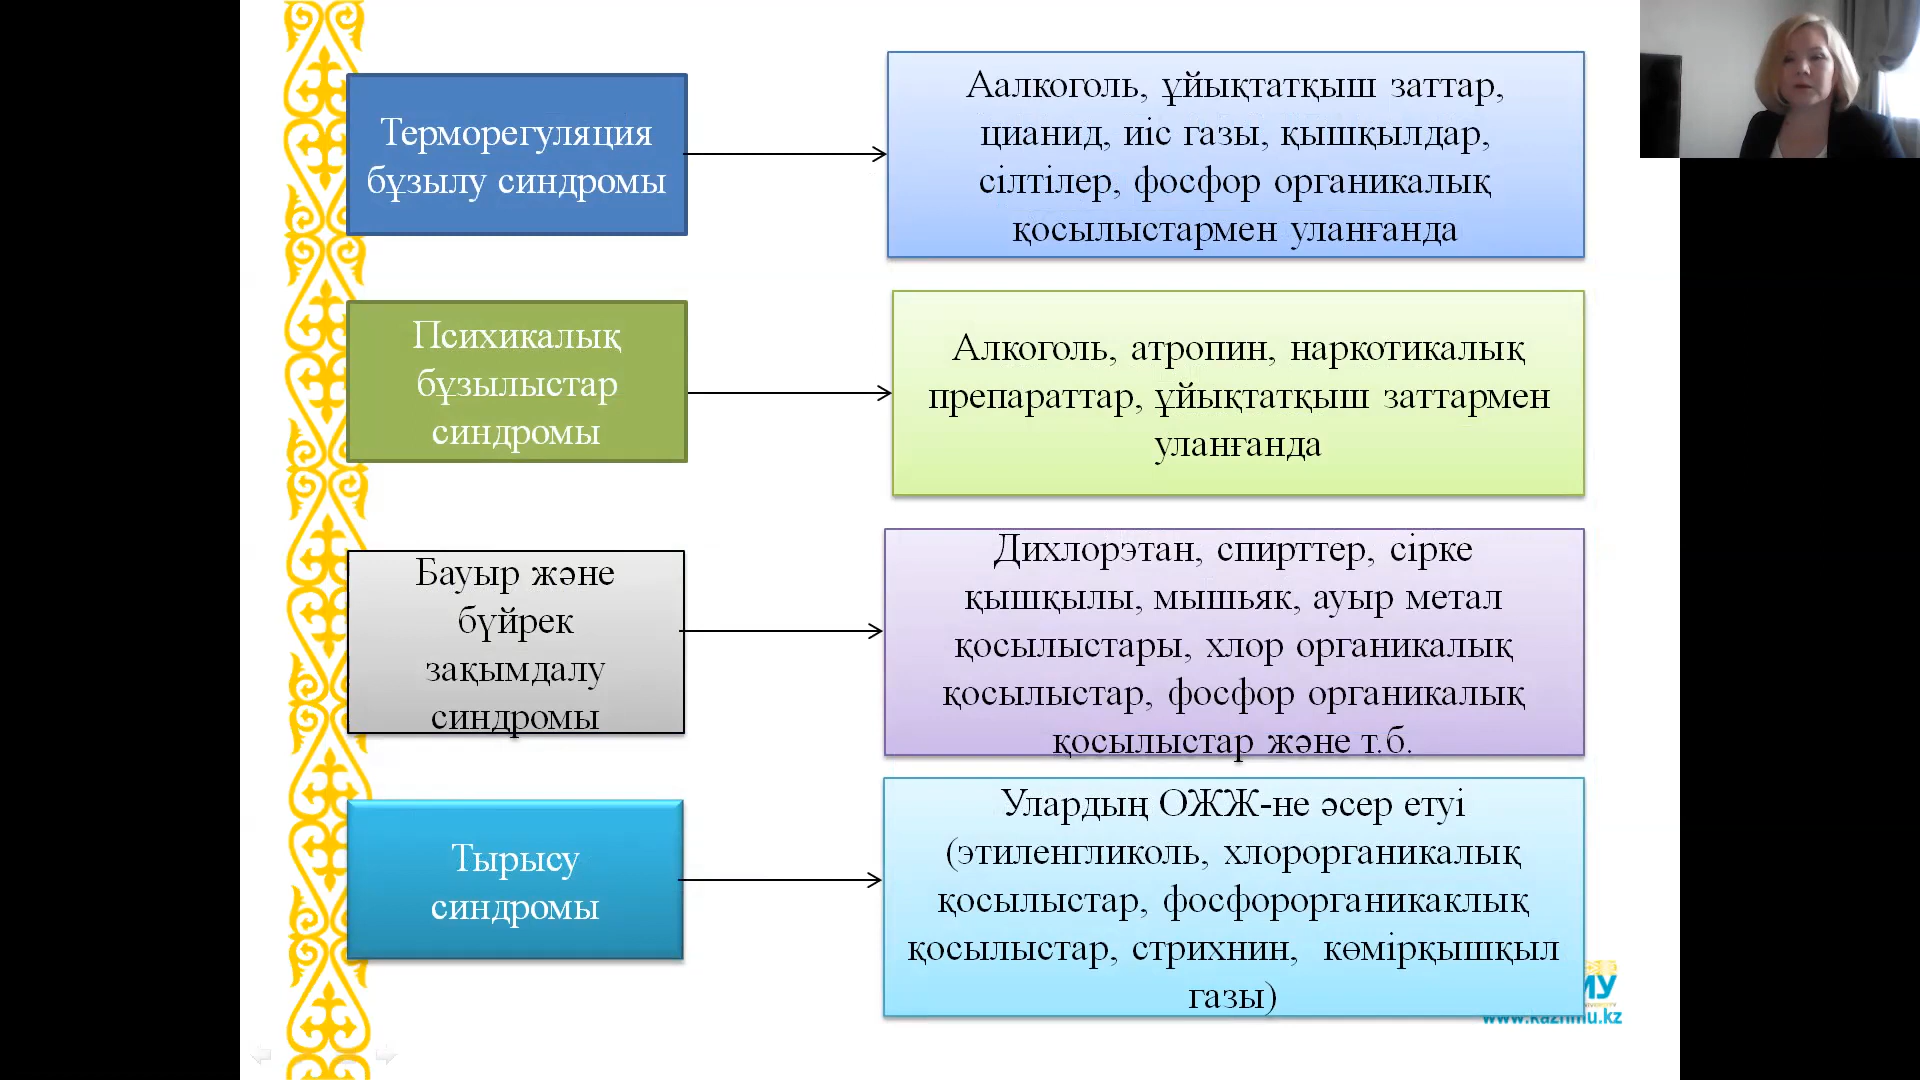 Терморегуляция
бұзылу синдромы
Аалкоголь, ұйықтатқыш заттар,
цианид, иіс газы, қышқылдар,
сілтілер, фосфор органикалық
қосылыстармен уланғанда
Психикалық
бұзылыстар
синдромы
Алкоголь, атропин, наркотикалық
препараттар, ұйықтатқыш заттармен
уланғанда
Бауыр және
бүйрек
зақымдалу
синдромы
Дихлорэтан, спирттер, сірке
қышқылы, мышьяк, ауыр метал
қосылыстары, хлор органикалық
қосылыстар, фосфор органикалық
қосылыстар және т.б.
Тырысу
синдромы
Улардың ОЖЖ-не әсер етуі
(этиленгликоль, хлорорганикалық
қосылыстар, фосфорорганикаклық
қосылыстар, стрихнин, көмірқышқыл
газы)
www.kaznmu.kz